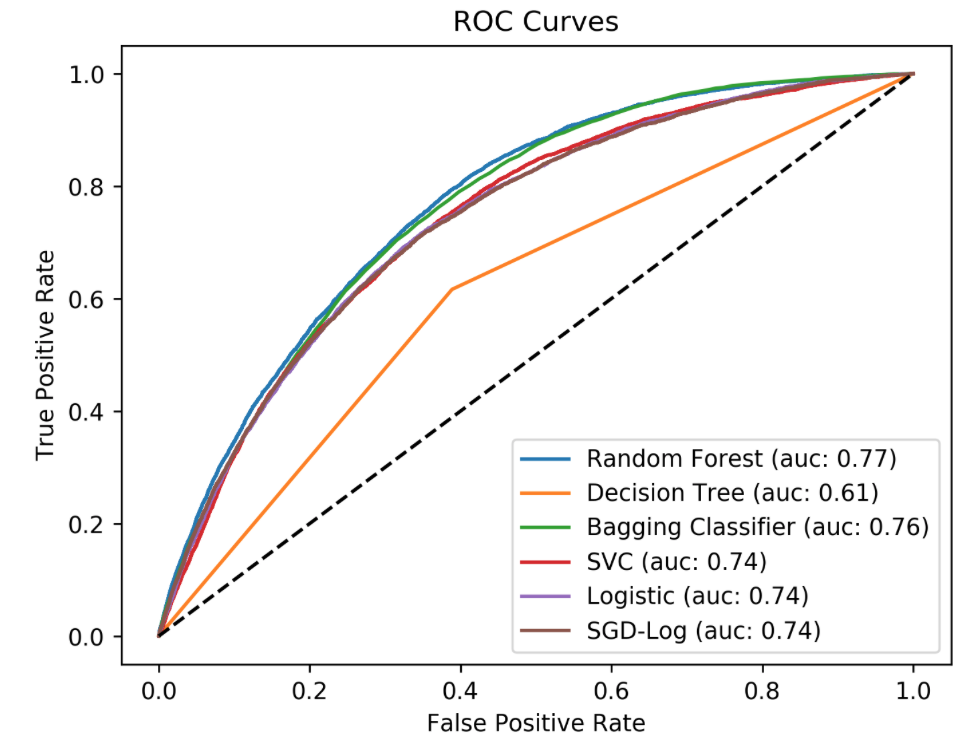 ROC Curves
True Positive Rate
1.0
0.8
0.6
0.4
0.2
0.0
Random Forest (auc: 0.77)
Decision Tree (auc: 0.61)
Bagging Classifier (auc: 0.76)
SVC (auc: 0.74)
Logistic (auc: 0.74)
SGD-Log (auc: 0.74)
0.0 0.2 0.4 0.6 0.8 1.0
False Positive Rate